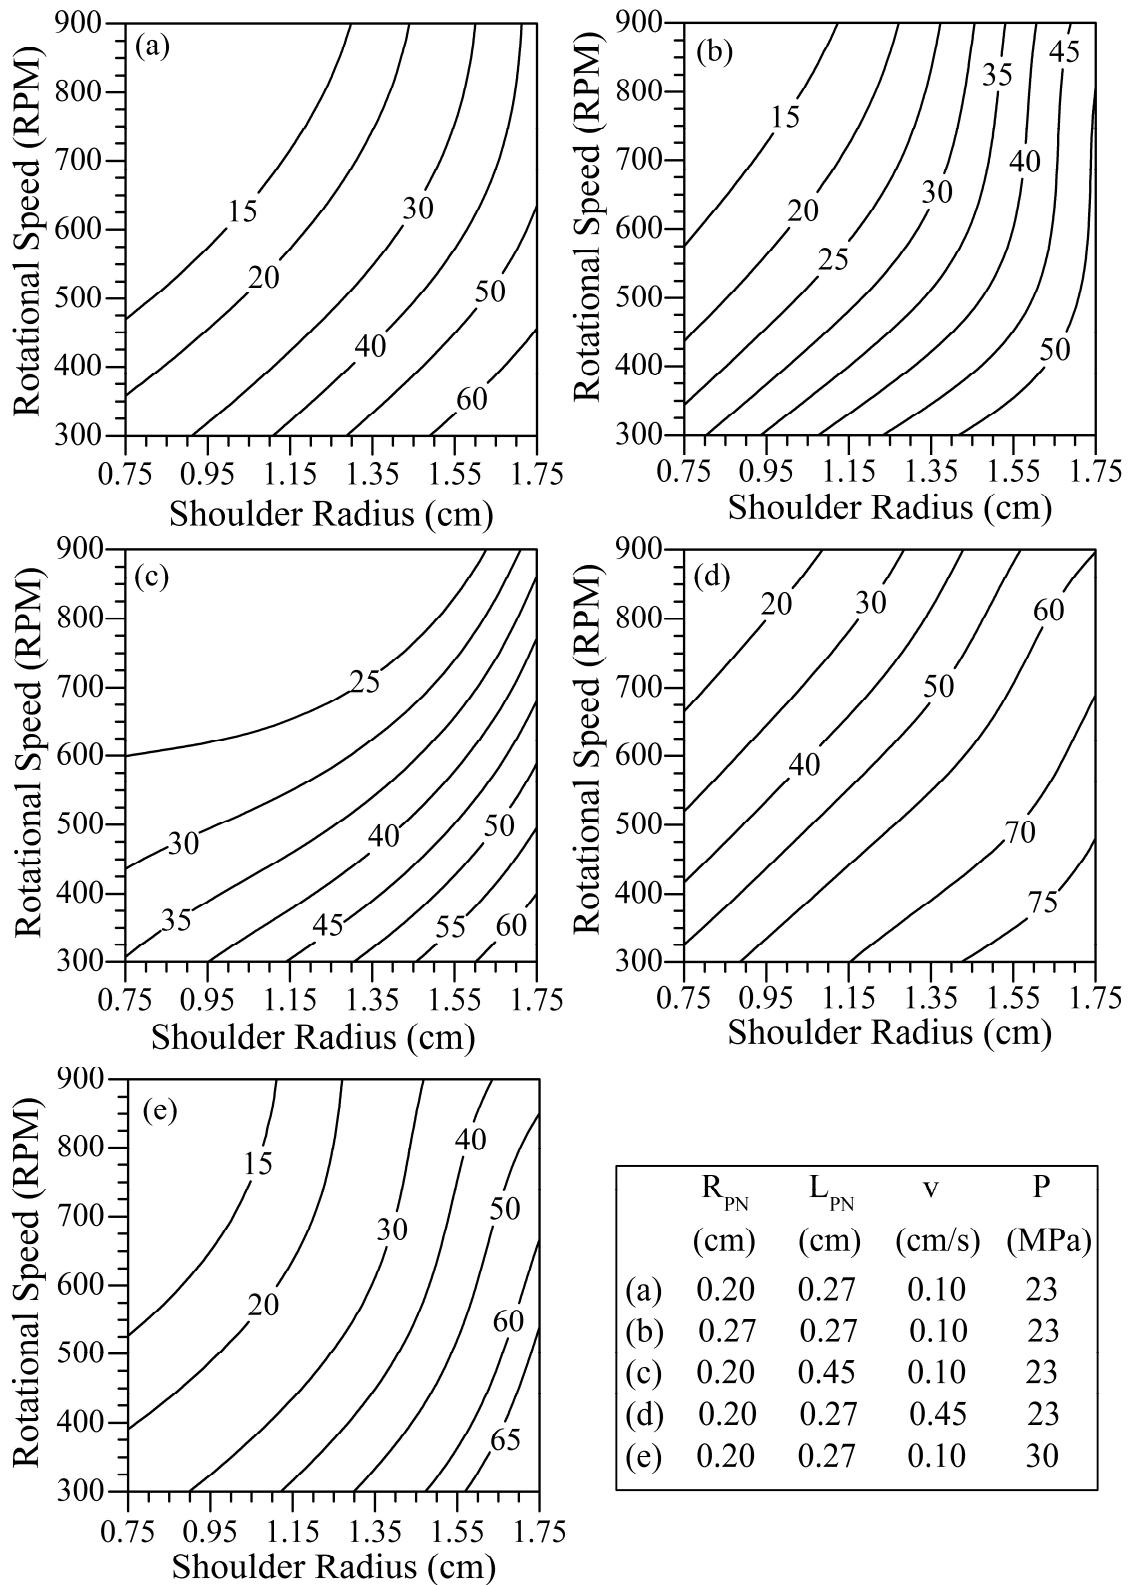 (a)
900
800
700
600
500
400
300
15
20
30
40
50
60
0.75 0.95 1.15 1.35 1.55 1.75
Shoulder Radius (cm)
Rotational Speed (RPM)
(b)
900
800
700
600
500
400
300
15
20
25
30
35
40
45
50
0.75 0.95 1.15 1.35 1.55 1.75
Shoulder Radius (cm)
Rotational Speed (RPM)
(c)
900
800
700
600
500
400
300
25
30
35
40
45
50
55
60
0.75 0.95 1.15 1.35 1.55 1.75
Shoulder Radius (cm)
Rotational Speed (RPM)
(d)
900
800
700
600
500
400
300
20
30
40
50
60
70
75
0.75 0.95 1.15 1.35 1.55 1.75
Shoulder Radius (cm)
Rotational Speed (RPM)
(e)
900
800
700
600
500
400
300
15
20
30
40
50
60
65
0.75 0.95 1.15 1.35 1.55 1.75
Shoulder Radius (cm)
Rotational Speed (RPM)
R_PN L_PN v P
(cm) (cm) (cm/s) (MPa)
(a) 0.20 0.27 0.10 23
(b) 0.27 0.27 0.10 23
(c) 0.20 0.45 0.10 23
(d) 0.20 0.27 0.45 23
(e) 0.20 0.27 0.10 30